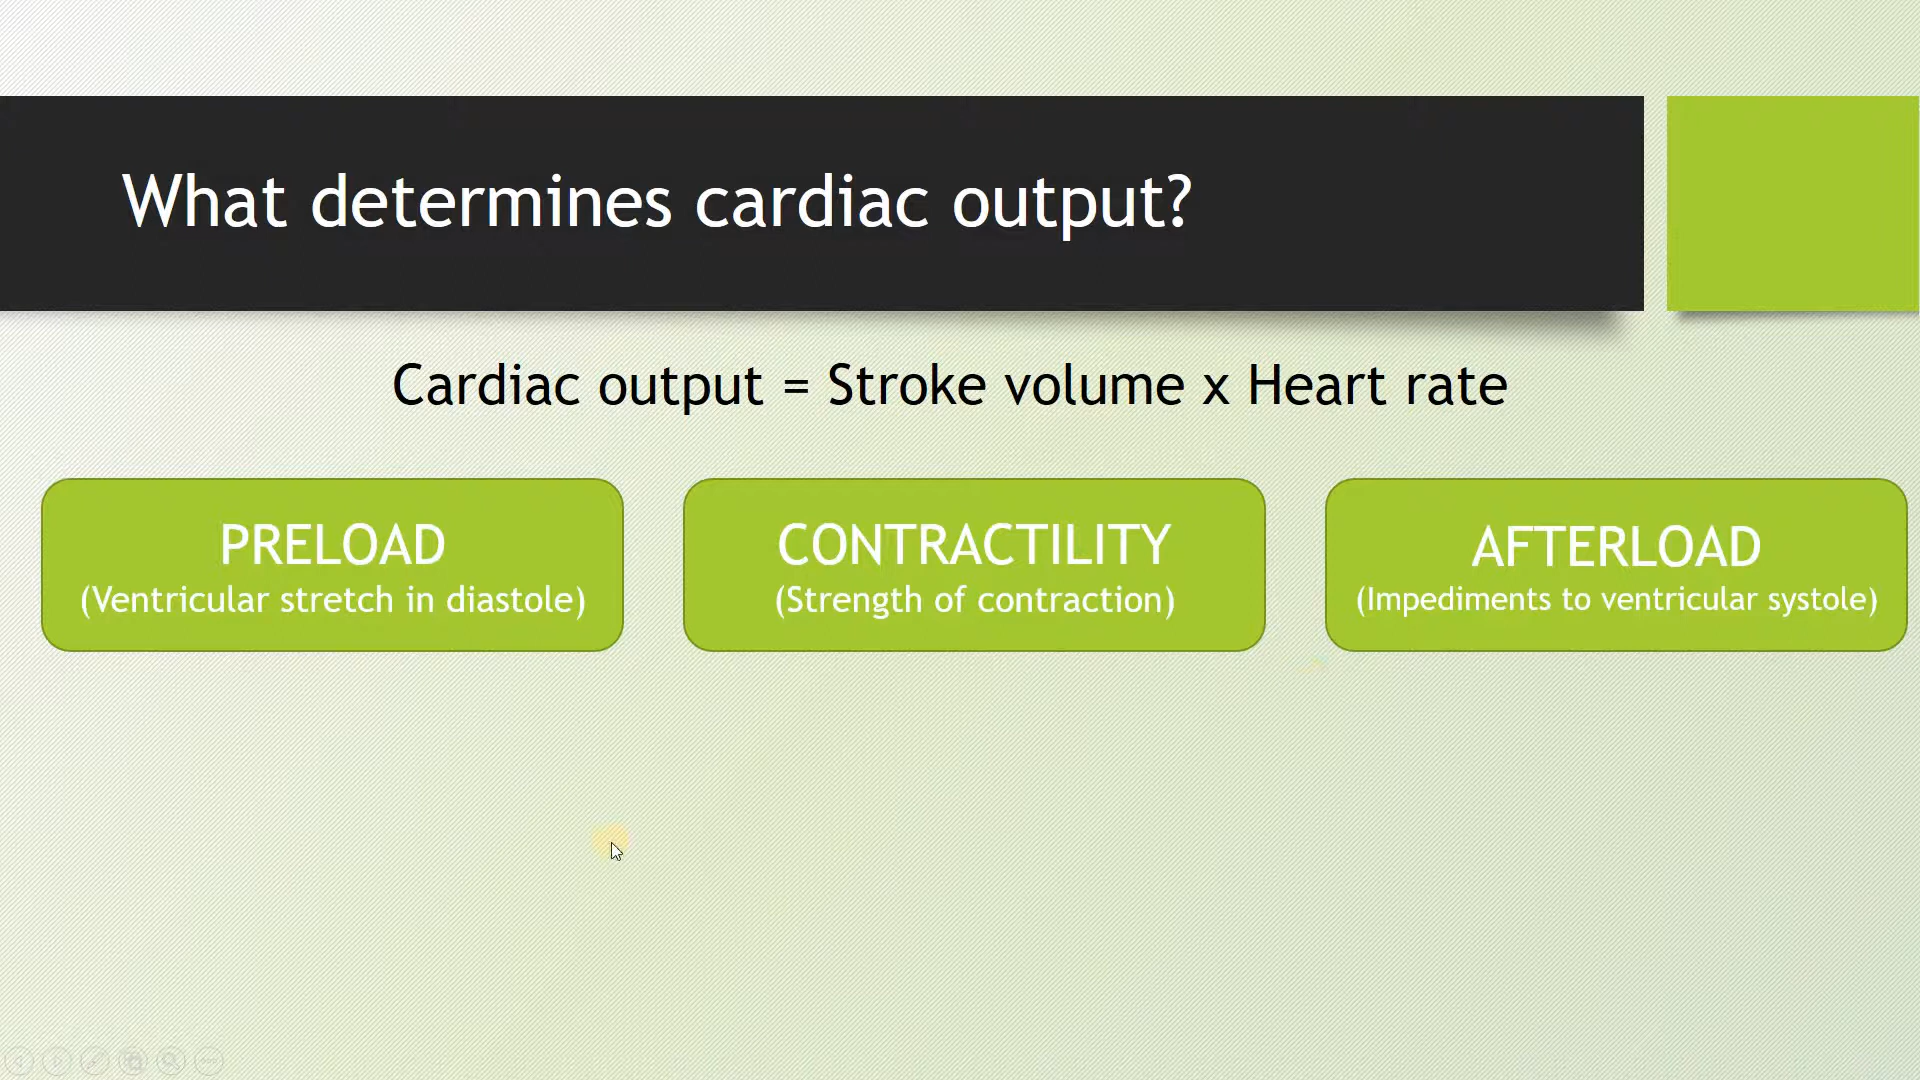 What determines cardiac output?
Cardiac output = Stroke volume x Heart rate
PRELOAD
(Ventricular stretch in diastole)
CONTRACTILITY
(Strength of contraction)
AFTERLOAD
(Impediments to ventricular systole)